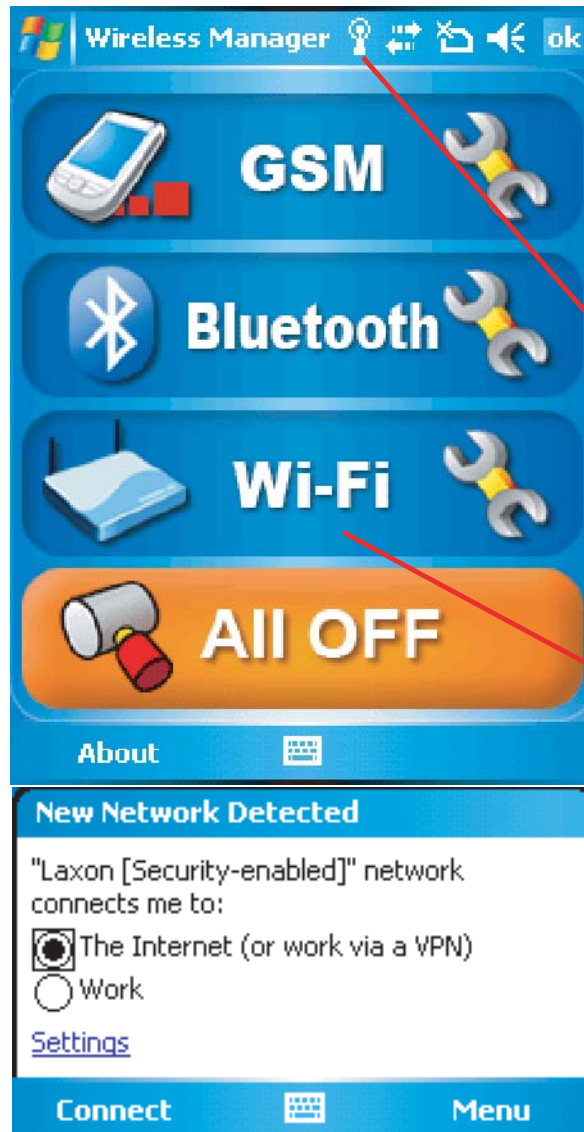 Wireless Manager ok
GSM
Bluetooth
Wi-Fi
All OFF
About
New Network Detected
"Laxon [Security-enabled]" network
connects me to:
The Internet (or work via a VPN)
Work
Settings
Connect Menu